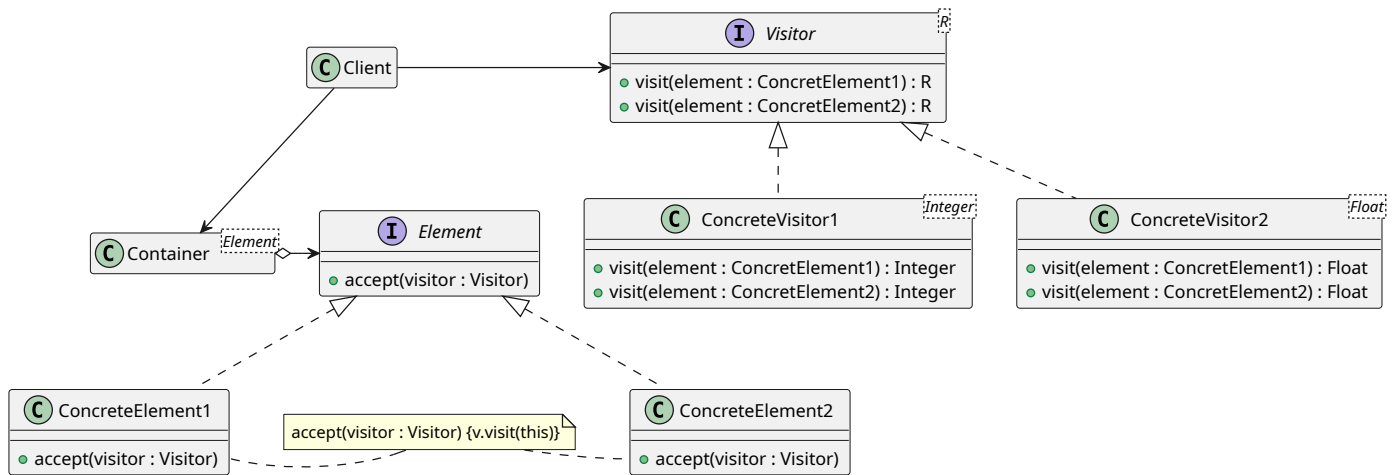 R
I Visitor
+ visit(element : ConcretElement1) : R
+ visit(element : ConcretElement2) : R
C Client
Integer
C ConcreteVisitor1
visit(element : ConcretElement1) : Integer
visit(element : ConcretElement2) : Integer
Float
C ConcreteVisitor2
visit(element : ConcretElement1) : Float
visit(element : ConcretElement2) : Float
Element
C Container
I Element
accept(visitor : Visitor)
C ConcreteElement1
accept(visitor : Visitor)
accept(visitor : Visitor) {v.visit(this)}
C ConcreteElement2
accept(visitor : Visitor)